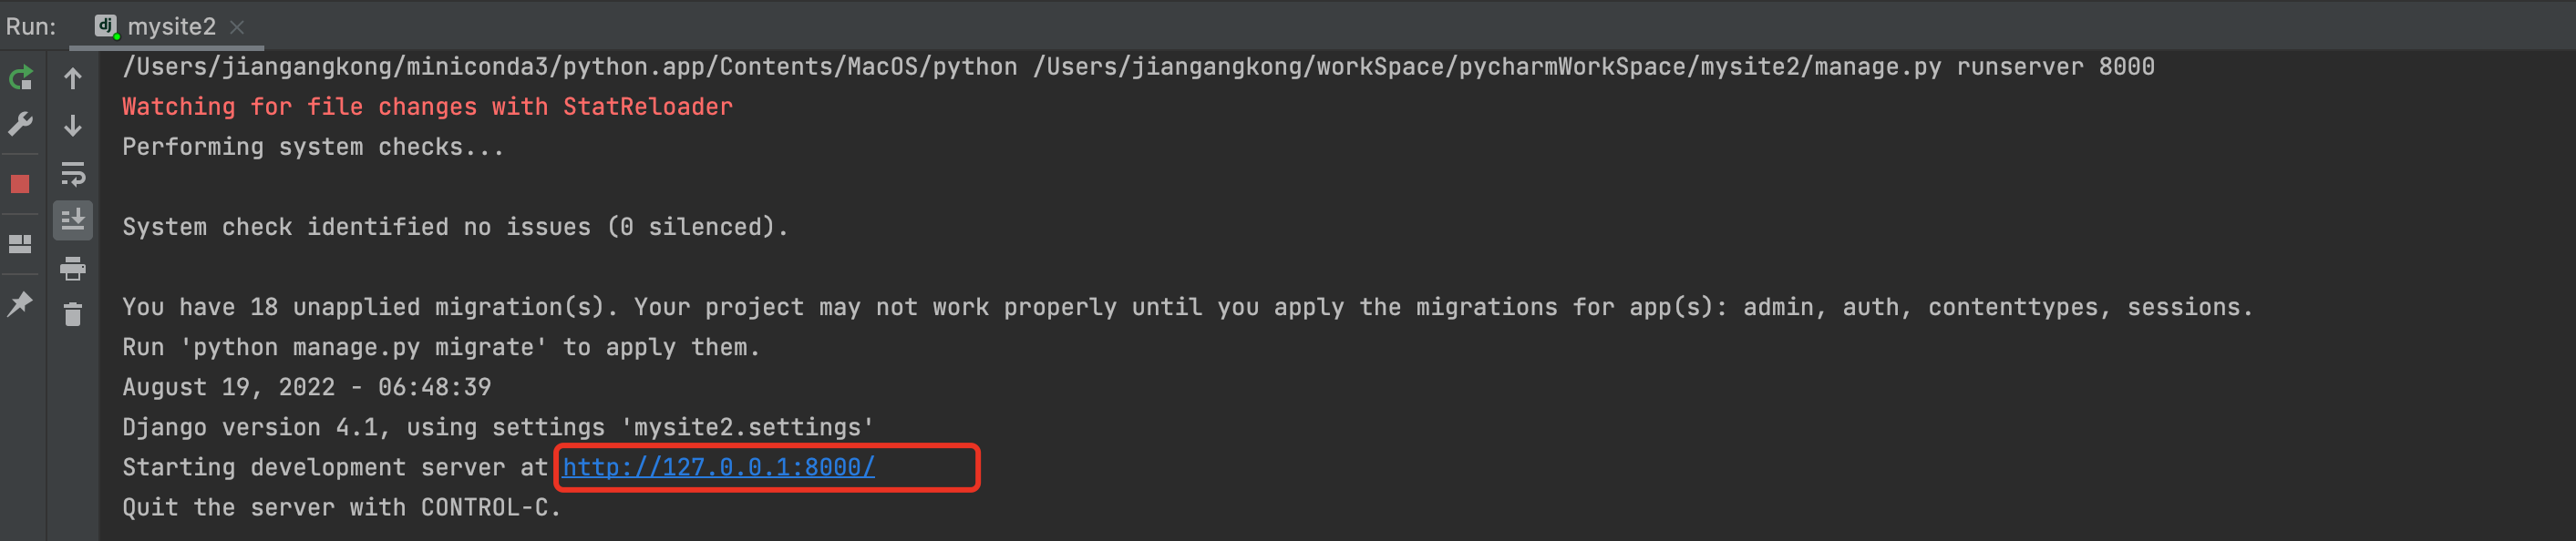 Run:
dj
mysite2
/Users/jiangangkong/miniconda3/python.app/Contents/MacOS/python /Users/jiangangkong/workSpace/pycharmWorkSpace/mysite2/manage.py runserver 8000
Watching for file changes with StatReloader
Performing system checks...
System check identified no issues (0 silenced).
You have 18 unapplied migration(s). Your project may not work properly until you apply the migrations for app(s): admin, auth, contenttypes, sessions.
Run 'python manage.py migrate' to apply them.
August 19, 2022 - 06:48:39
Django version 4.1, using settings 'mysite2.settings'
Starting development server at http://127.0.0.1:8000/
Quit the server with CONTROL-C.